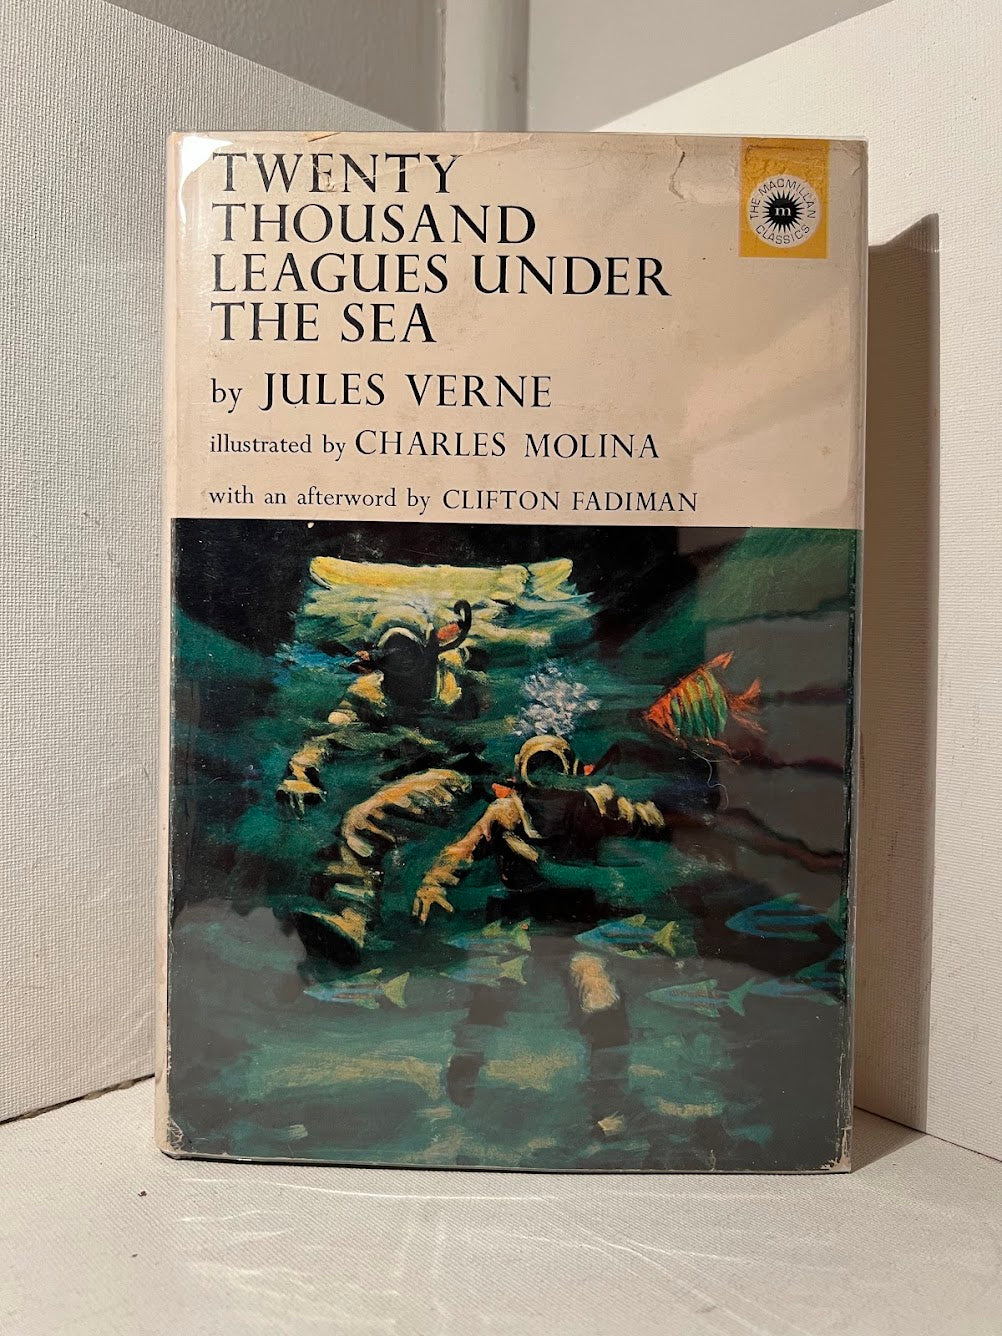 TWENTY
THOUSAND
LEAGUES UNDER
THE SEA
by JULES VERNE
illustrated by CHARLES MOLINA
with an afterword by CLIFTON FADIMAN
THE MACMILLAN
m
CLASSICS